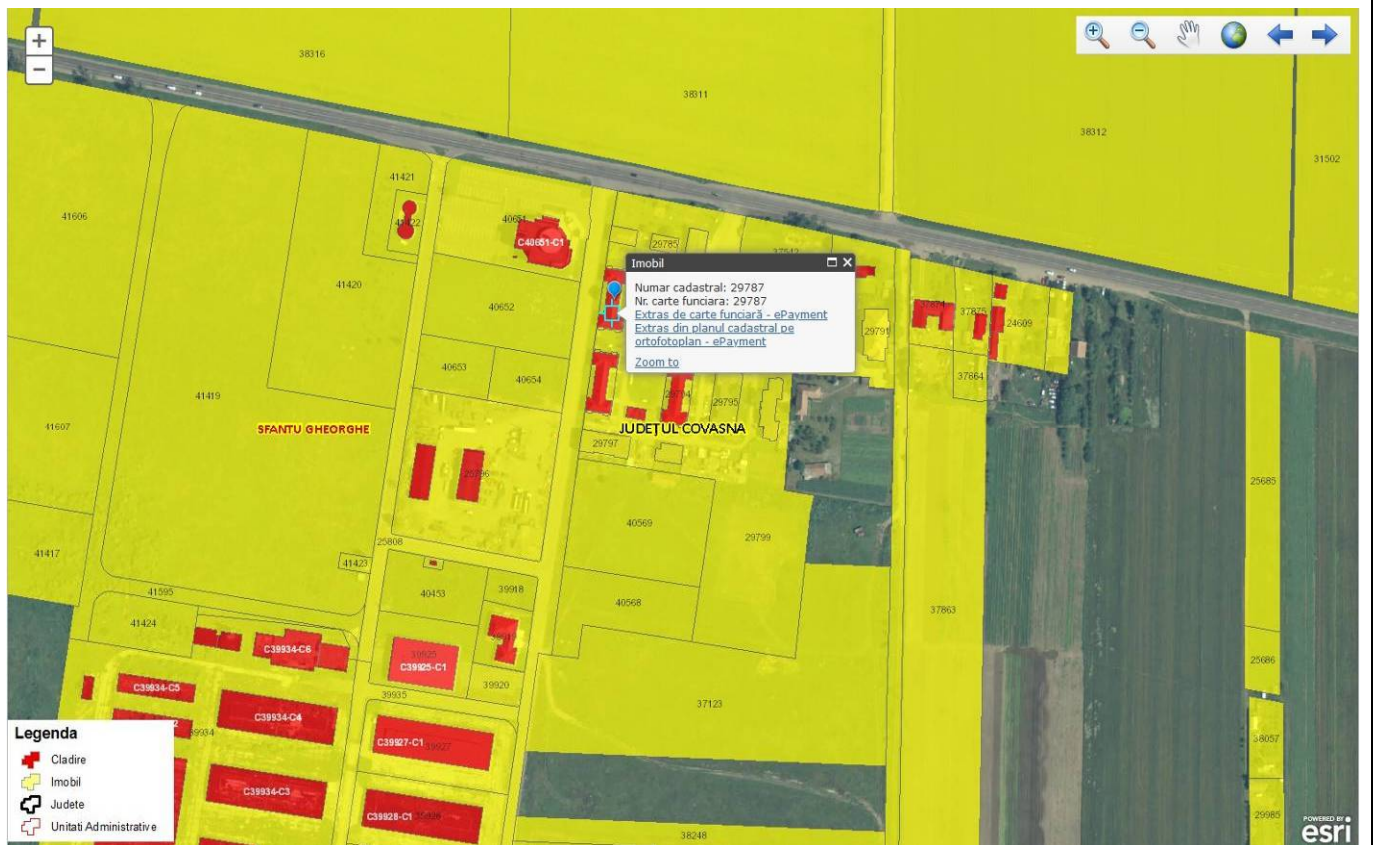 +
−
38316
38311
38312
31502
41421
41606
40651
C40651-C1
29785
Imobil
Numar cadastral: 29787
Nr. carte funciara: 29787
Extras de carte funciară - ePayment
Extras din planul cadastral pe
ortofotoplan - ePayment
Zoom to
41420
40652
29791
37875
24609
40653
40654
37664
41419
29795
41607
SFANTU GHEORGHE
JUDEȚUL COVASNA
29797
25685
40569
29799
25808
41417
41423
41595
40453
39918
40568
37863
41424
C39934-C6
39925
C39925-C1
25686
C39934-C5
39920
39935
37123
C39934-C4
39934
C39927-C1
39927
38057
C39934-C3
C39928-C1
29985
38248
Legenda
Cladire
Imobil
Judete
Unitati Administrative
POWERED BY
esri